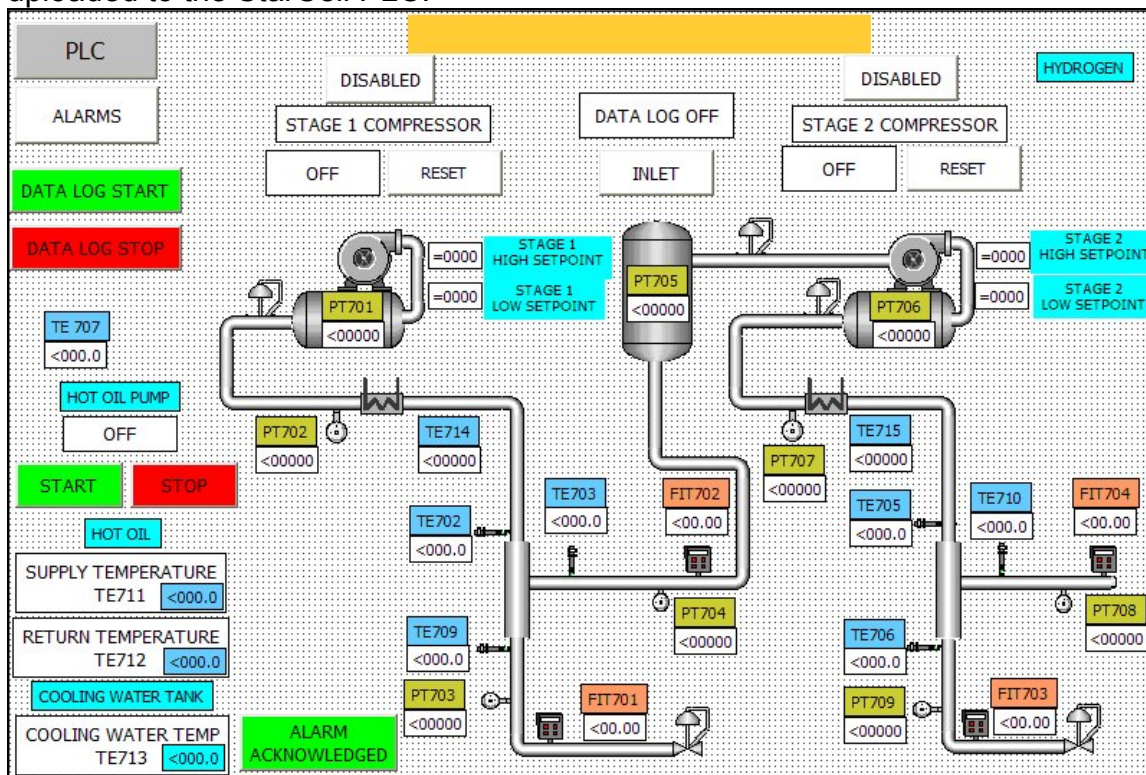 PLC
DISABLED
DISABLED
HYDROGEN
ALARMS
STAGE 1 COMPRESSOR
DATA LOG OFF
STAGE 2 COMPRESSOR
OFF
RESET
INLET
OFF
RESET
DATA LOG START
DATA LOG STOP
=0000
STAGE 1
HIGH SETPOINT
=0000
STAGE 1
LOW SETPOINT
PT701
<00000
PT705
<00000
=0000
STAGE 2
HIGH SETPOINT
=0000
STAGE 2
LOW SETPOINT
PT706
<00000
TE 707
<000.0
HOT OIL PUMP
OFF
START
STOP
PT702
<00000
TE714
<00000
PT707
<00000
TE715
<00000
TE702
<000.0
TE703
<000.0
FIT702
<00.00
TE705
<000.0
TE710
<000.0
FIT704
<00.00
HOT OIL
SUPPLY TEMPERATURE
TE711 <000.0
RETURN TEMPERATURE
TE712 <000.0
COOLING WATER TANK
COOLING WATER TEMP
TE713 <000.0
PT704
<00000
PT708
<00000
TE709
<000.0
TE706
<000.0
PT703
<00000
FIT701
<00.00
PT709
<00000
FIT703
<00.00
ALARM
ACKNOWLEDGED